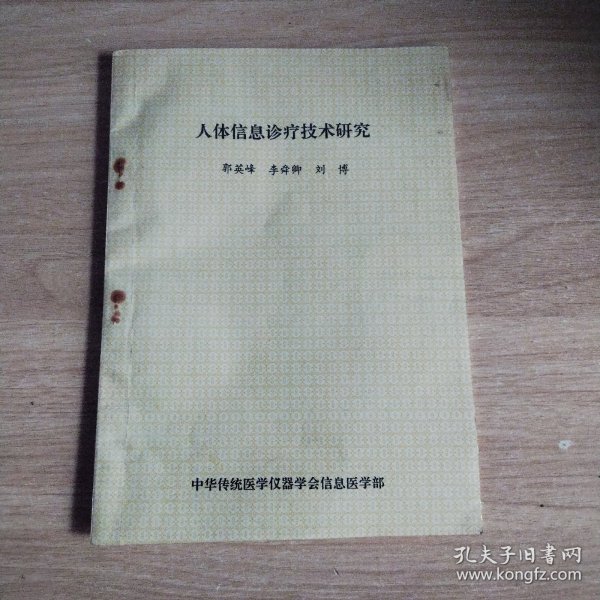 人体信息诊疗技术研究
郭英峰 李舜卿 刘博
中华传统医学仪器学会信息医学部
孔夫子旧书网
www.kongfz.com